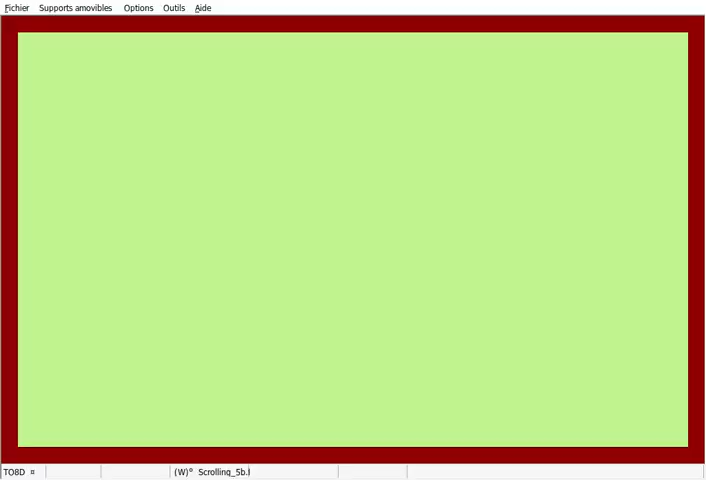 Fichier Supports amovibles Options Outils Aide
TO8D ¤ (W)° Scrolling_5b.